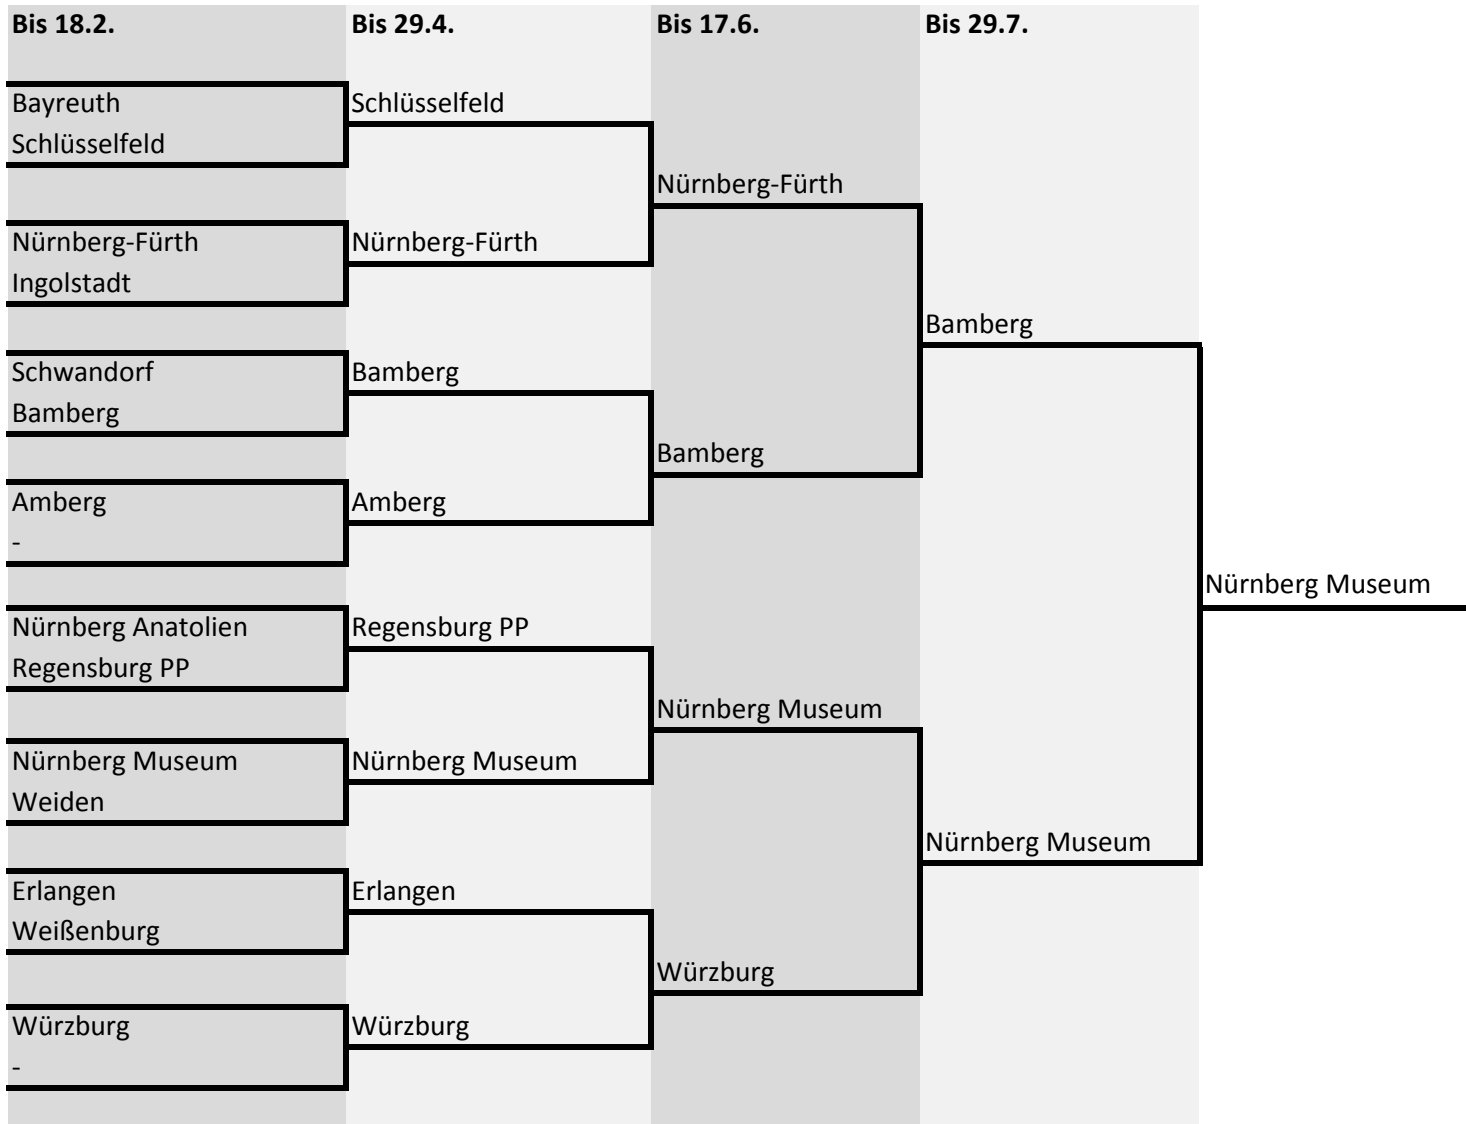 Bis 18.2.
Bis 29.4.
Bis 17.6.
Bis 29.7.
Bayreuth
Schlüsselfeld
Nürnberg-Fürth
Ingolstadt
Schwandorf
Bamberg
Amberg
-
Nürnberg Anatolien
Regensburg PP
Nürnberg Museum
Weiden
Erlangen
Weißenburg
Würzburg
-
Schlüsselfeld
Nürnberg-Fürth
Bamberg
Amberg
Regensburg PP
Nürnberg Museum
Erlangen
Würzburg
Nürnberg-Fürth
Bamberg
Nürnberg Museum
Würzburg
Bamberg
Nürnberg Museum
Nürnberg Museum